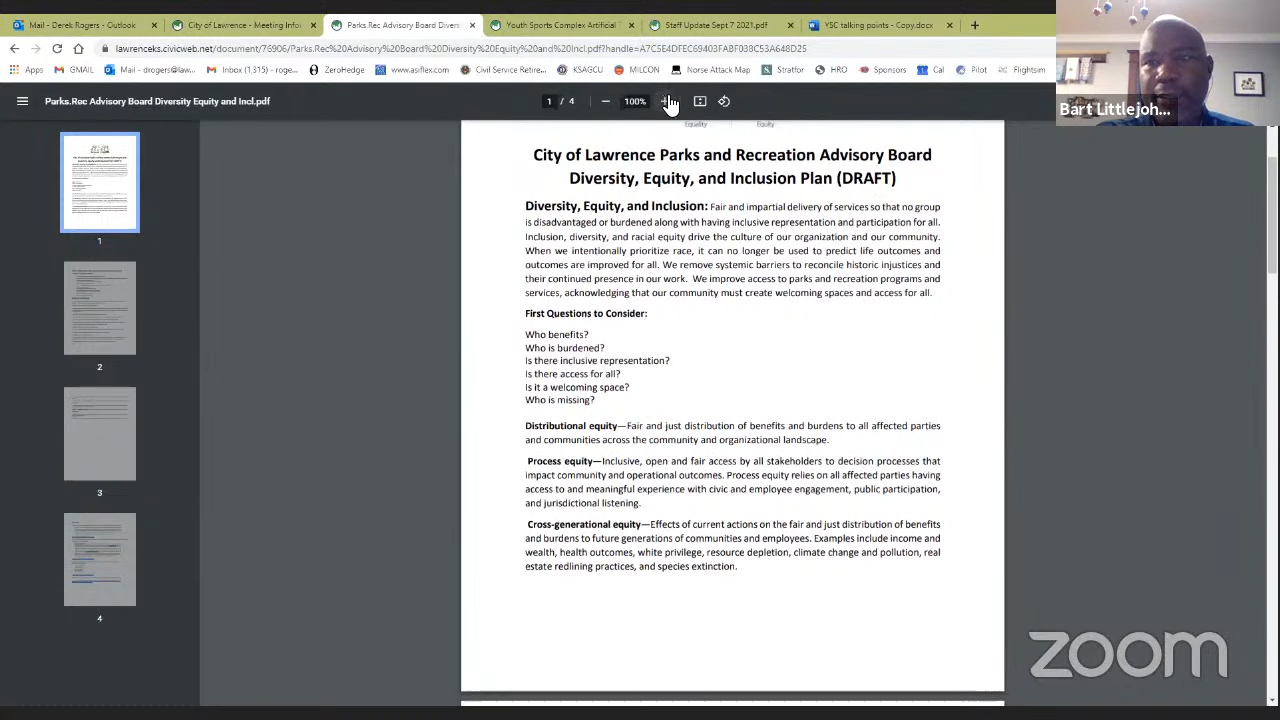 Mail - Derek Rogers - Outlook
City of Lawrence - Meeting Infor
Parks.Rec Advisory Board Divers
Youth Sports Complex Artificial T
Staff Update Sept.7 2021.pdf
YSC talking points - Copy.docx
lawrenceks.civicweb.net/document/76906/Parks.Rec%20Advisory%20Board%20Diversity%20Equity%20and%20Incl.pdf?handle=A7C5E4DFEC69403FABF038C53A648D25
Apps
GMAIL
Mail - drogers@law...
Inbox (1,315) - roge...
ZeroHedge
www.asiflex.com
Civil Service Retire...
KSAGCU
MILCON
Norse Attack Map
Stratfor
HRO
Sponsors
Cal
Pilot
Flightsim
Parks.Rec Advisory Board Diversity Equity and Incl.pdf
1 / 4
100%
Bart Littlejoh...
Equality
Equity
City of Lawrence Parks and Recreation Advisory Board
Diversity, Equity, and Inclusion Plan (DRAFT)
Diversity, Equity, and Inclusion: Fair and impartial delivery of services so that no group
is disadvantaged or burdened along with having inclusive representation and participation for all.
Inclusion, diversity, and racial equity drive the culture of our organization and our community.
When we intentionally prioritize race, it can no longer be used to predict life outcomes and
outcomes are improved for all. We remove systemic barriers to reconcile historic injustices and
their continued presence in our work. We improve access to parks and recreation programs and
services, acknowledging that our community must create welcoming spaces and access for all.
First Questions to Consider:
Who benefits?
Who is burdened?
Is there inclusive representation?
Is there access for all?
Is it a welcoming space?
Who is missing?
Distributional equity—Fair and just distribution of benefits and burdens to all affected parties
and communities across the community and organizational landscape.
Process equity—Inclusive, open and fair access by all stakeholders to decision processes that
impact community and operational outcomes. Process equity relies on all affected parties having
access to and meaningful experience with civic and employee engagement, public participation,
and jurisdictional listening.
Cross-generational equity—Effects of current actions on the fair and just distribution of benefits
and burdens to future generations of communities and employees. Examples include income and
wealth, health outcomes, white privilege, resource depletion, climate change and pollution, real
estate redlining practices, and species extinction.
1
2
3
4
zoom